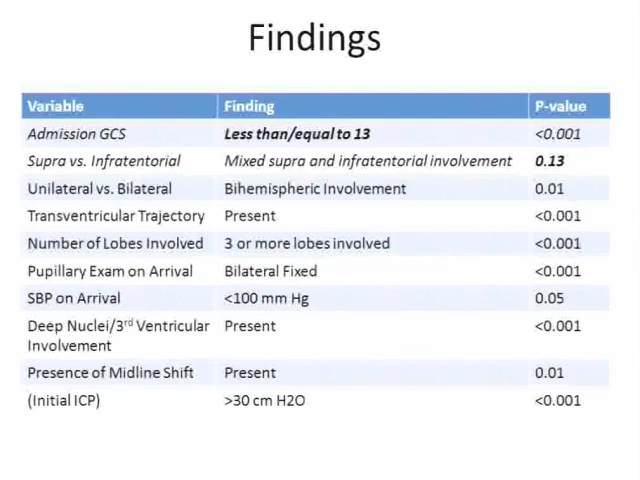 Findings
Variable Finding P-value
Admission GCS Less than/equal to 13 <0.001
Supra vs. Infratentorial Mixed supra and infratentorial involvement 0.13
Unilateral vs. Bilateral Bihemispheric Involvement 0.01
Transventricular Trajectory Present <0.001
Number of Lobes Involved 3 or more lobes involved <0.001
Pupillary Exam on Arrival Bilateral Fixed <0.001
SBP on Arrival <100 mm Hg 0.05
Deep Nuclei/3rd Ventricular Present <0.001
Involvement
Presence of Midline Shift Present 0.01
(Initial ICP) >30 cm H2O <0.001